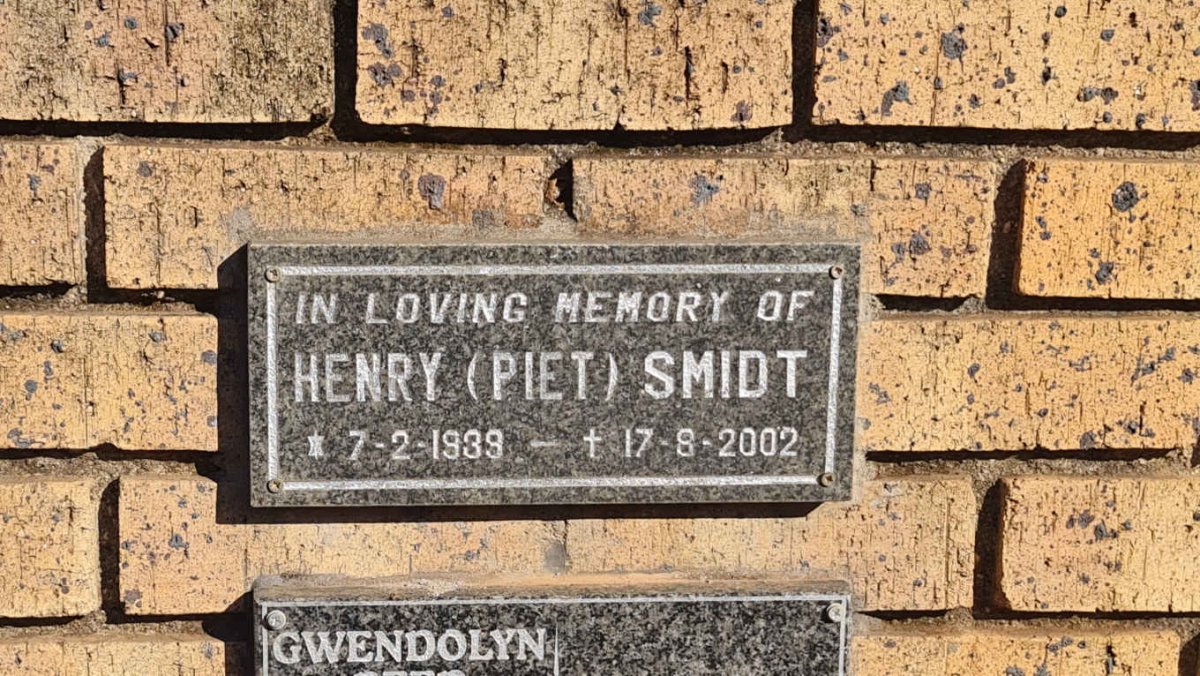 IN LOVING MEMORY OF
HENRY (PIET) SMIDT
* 7-2-1939 — † 17-8-2002
GWENDOLYN